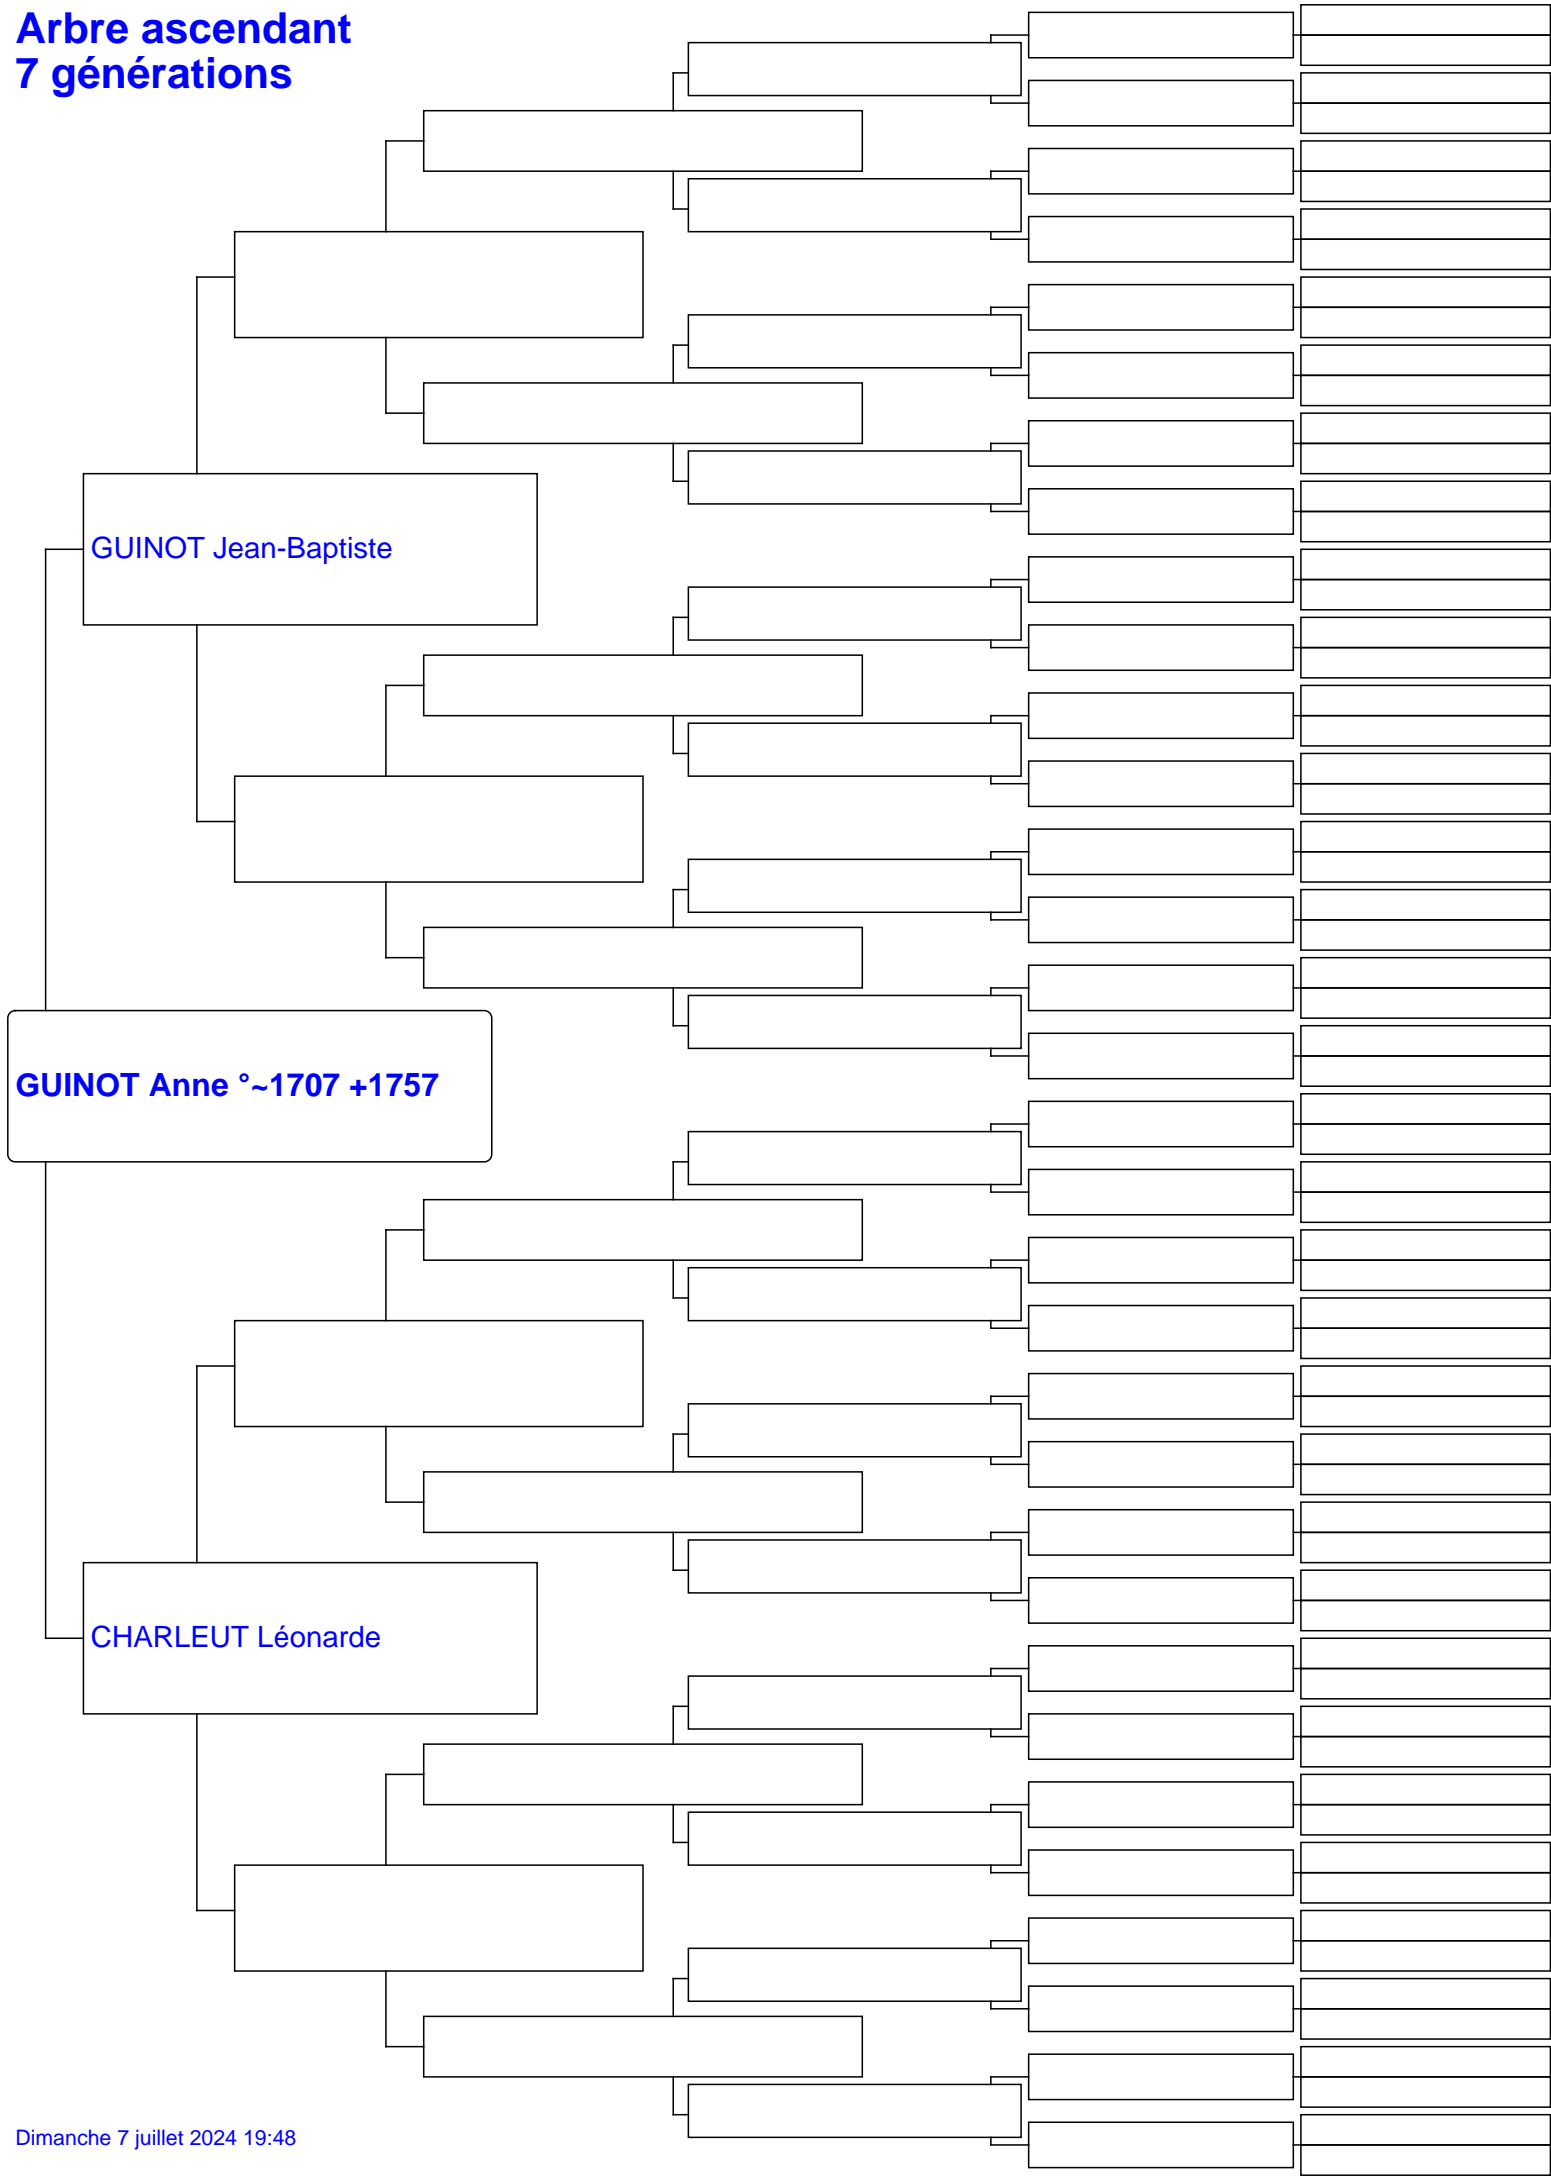 Arbre ascendant
7 générations
GUINOT Jean-Baptiste
GUINOT Anne °~1707 +1757
CHARLEUT Léonarde
Dimanche 7 juillet 2024 19:48